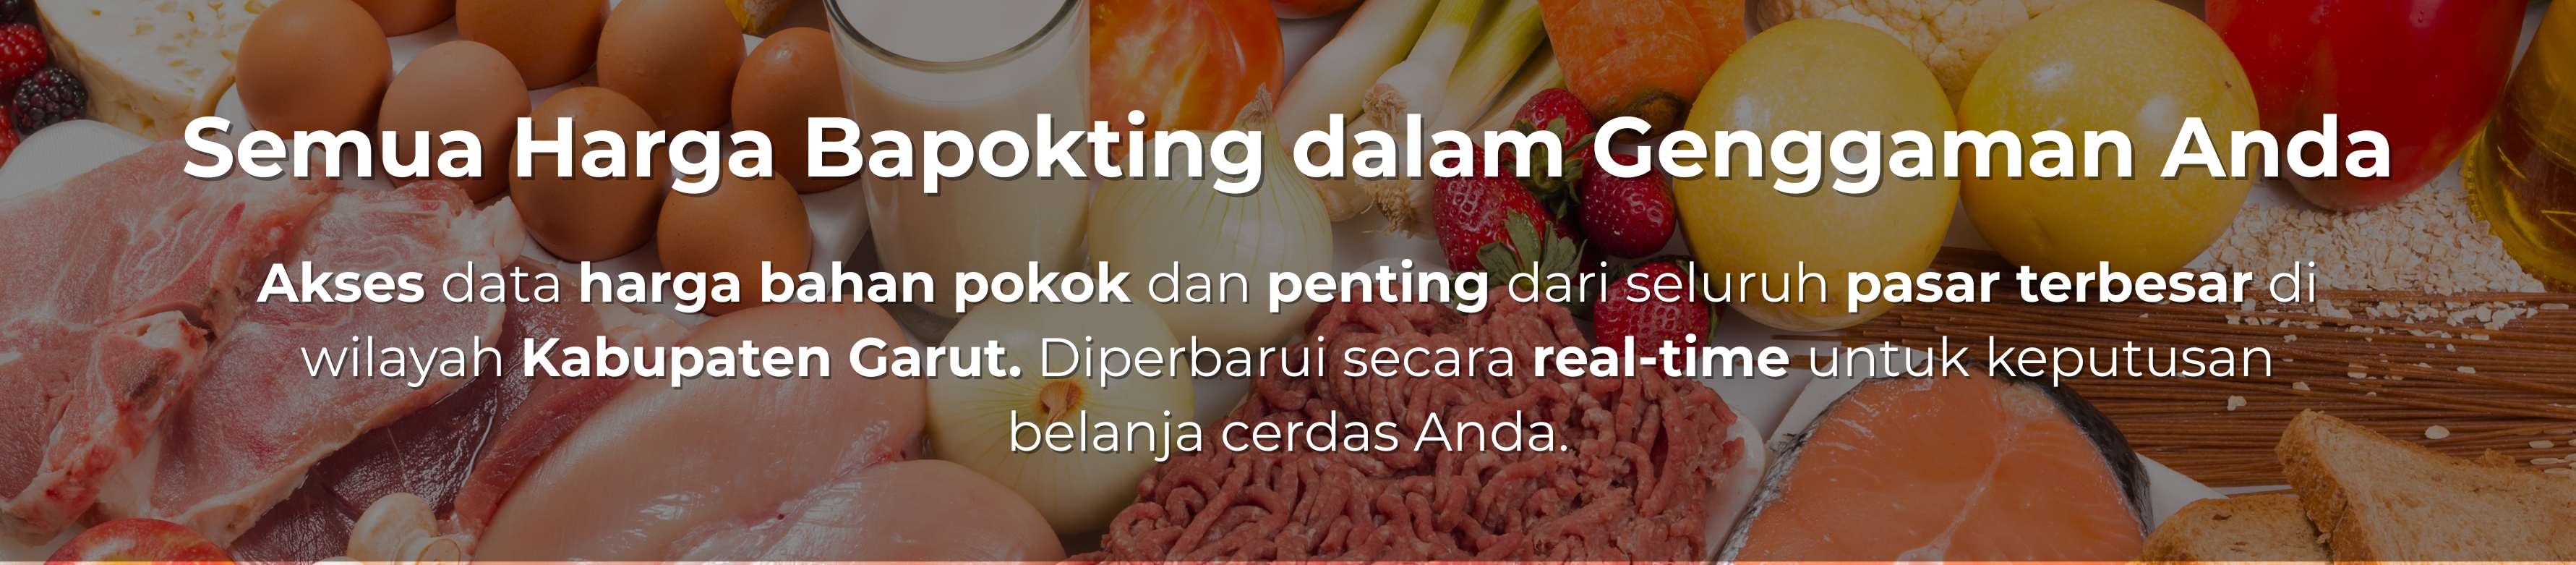 Semua Harga Bapokting dalam Genggaman Anda
Akses data harga bahan pokok dan penting dari seluruh pasar terbesar di
wilayah Kabupaten Garut. Diperbarui secara real-time untuk keputusan
belanja cerdas Anda.